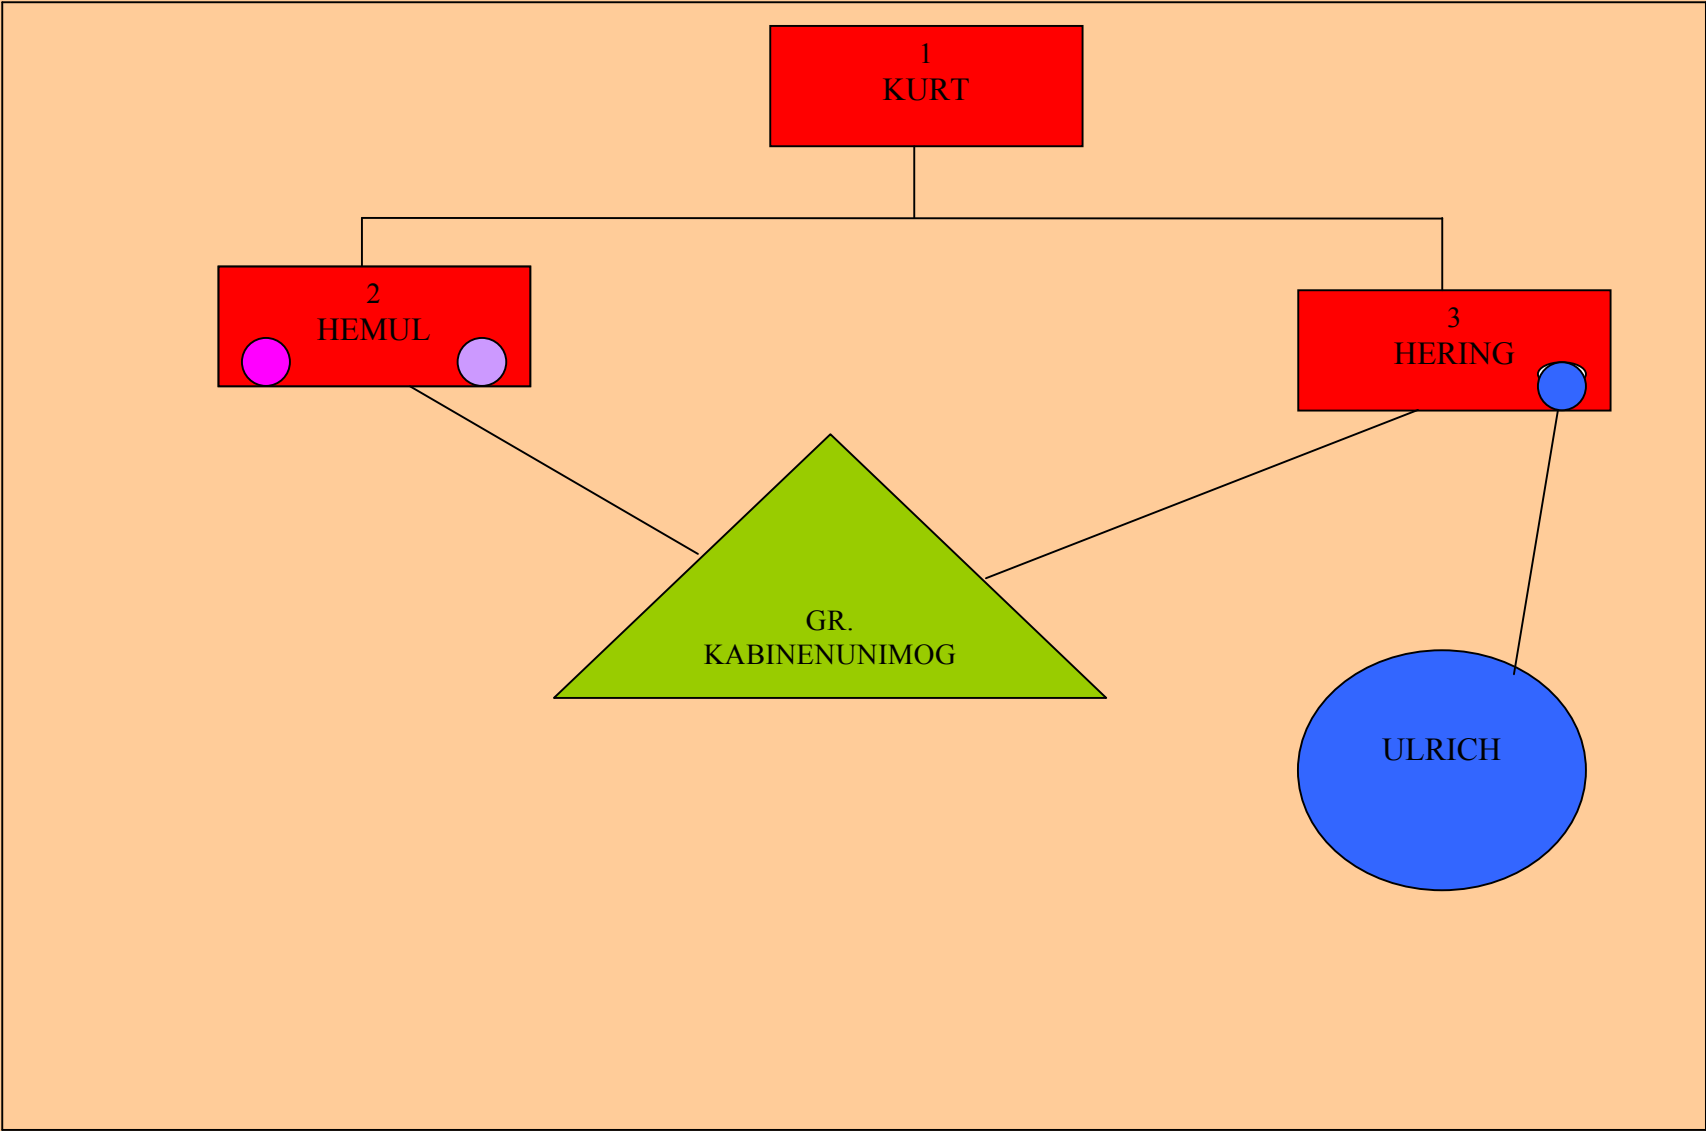 1
KURT
2
HEMUL
3
HERING
GR.
KABINENUNIMOG
ULRICH